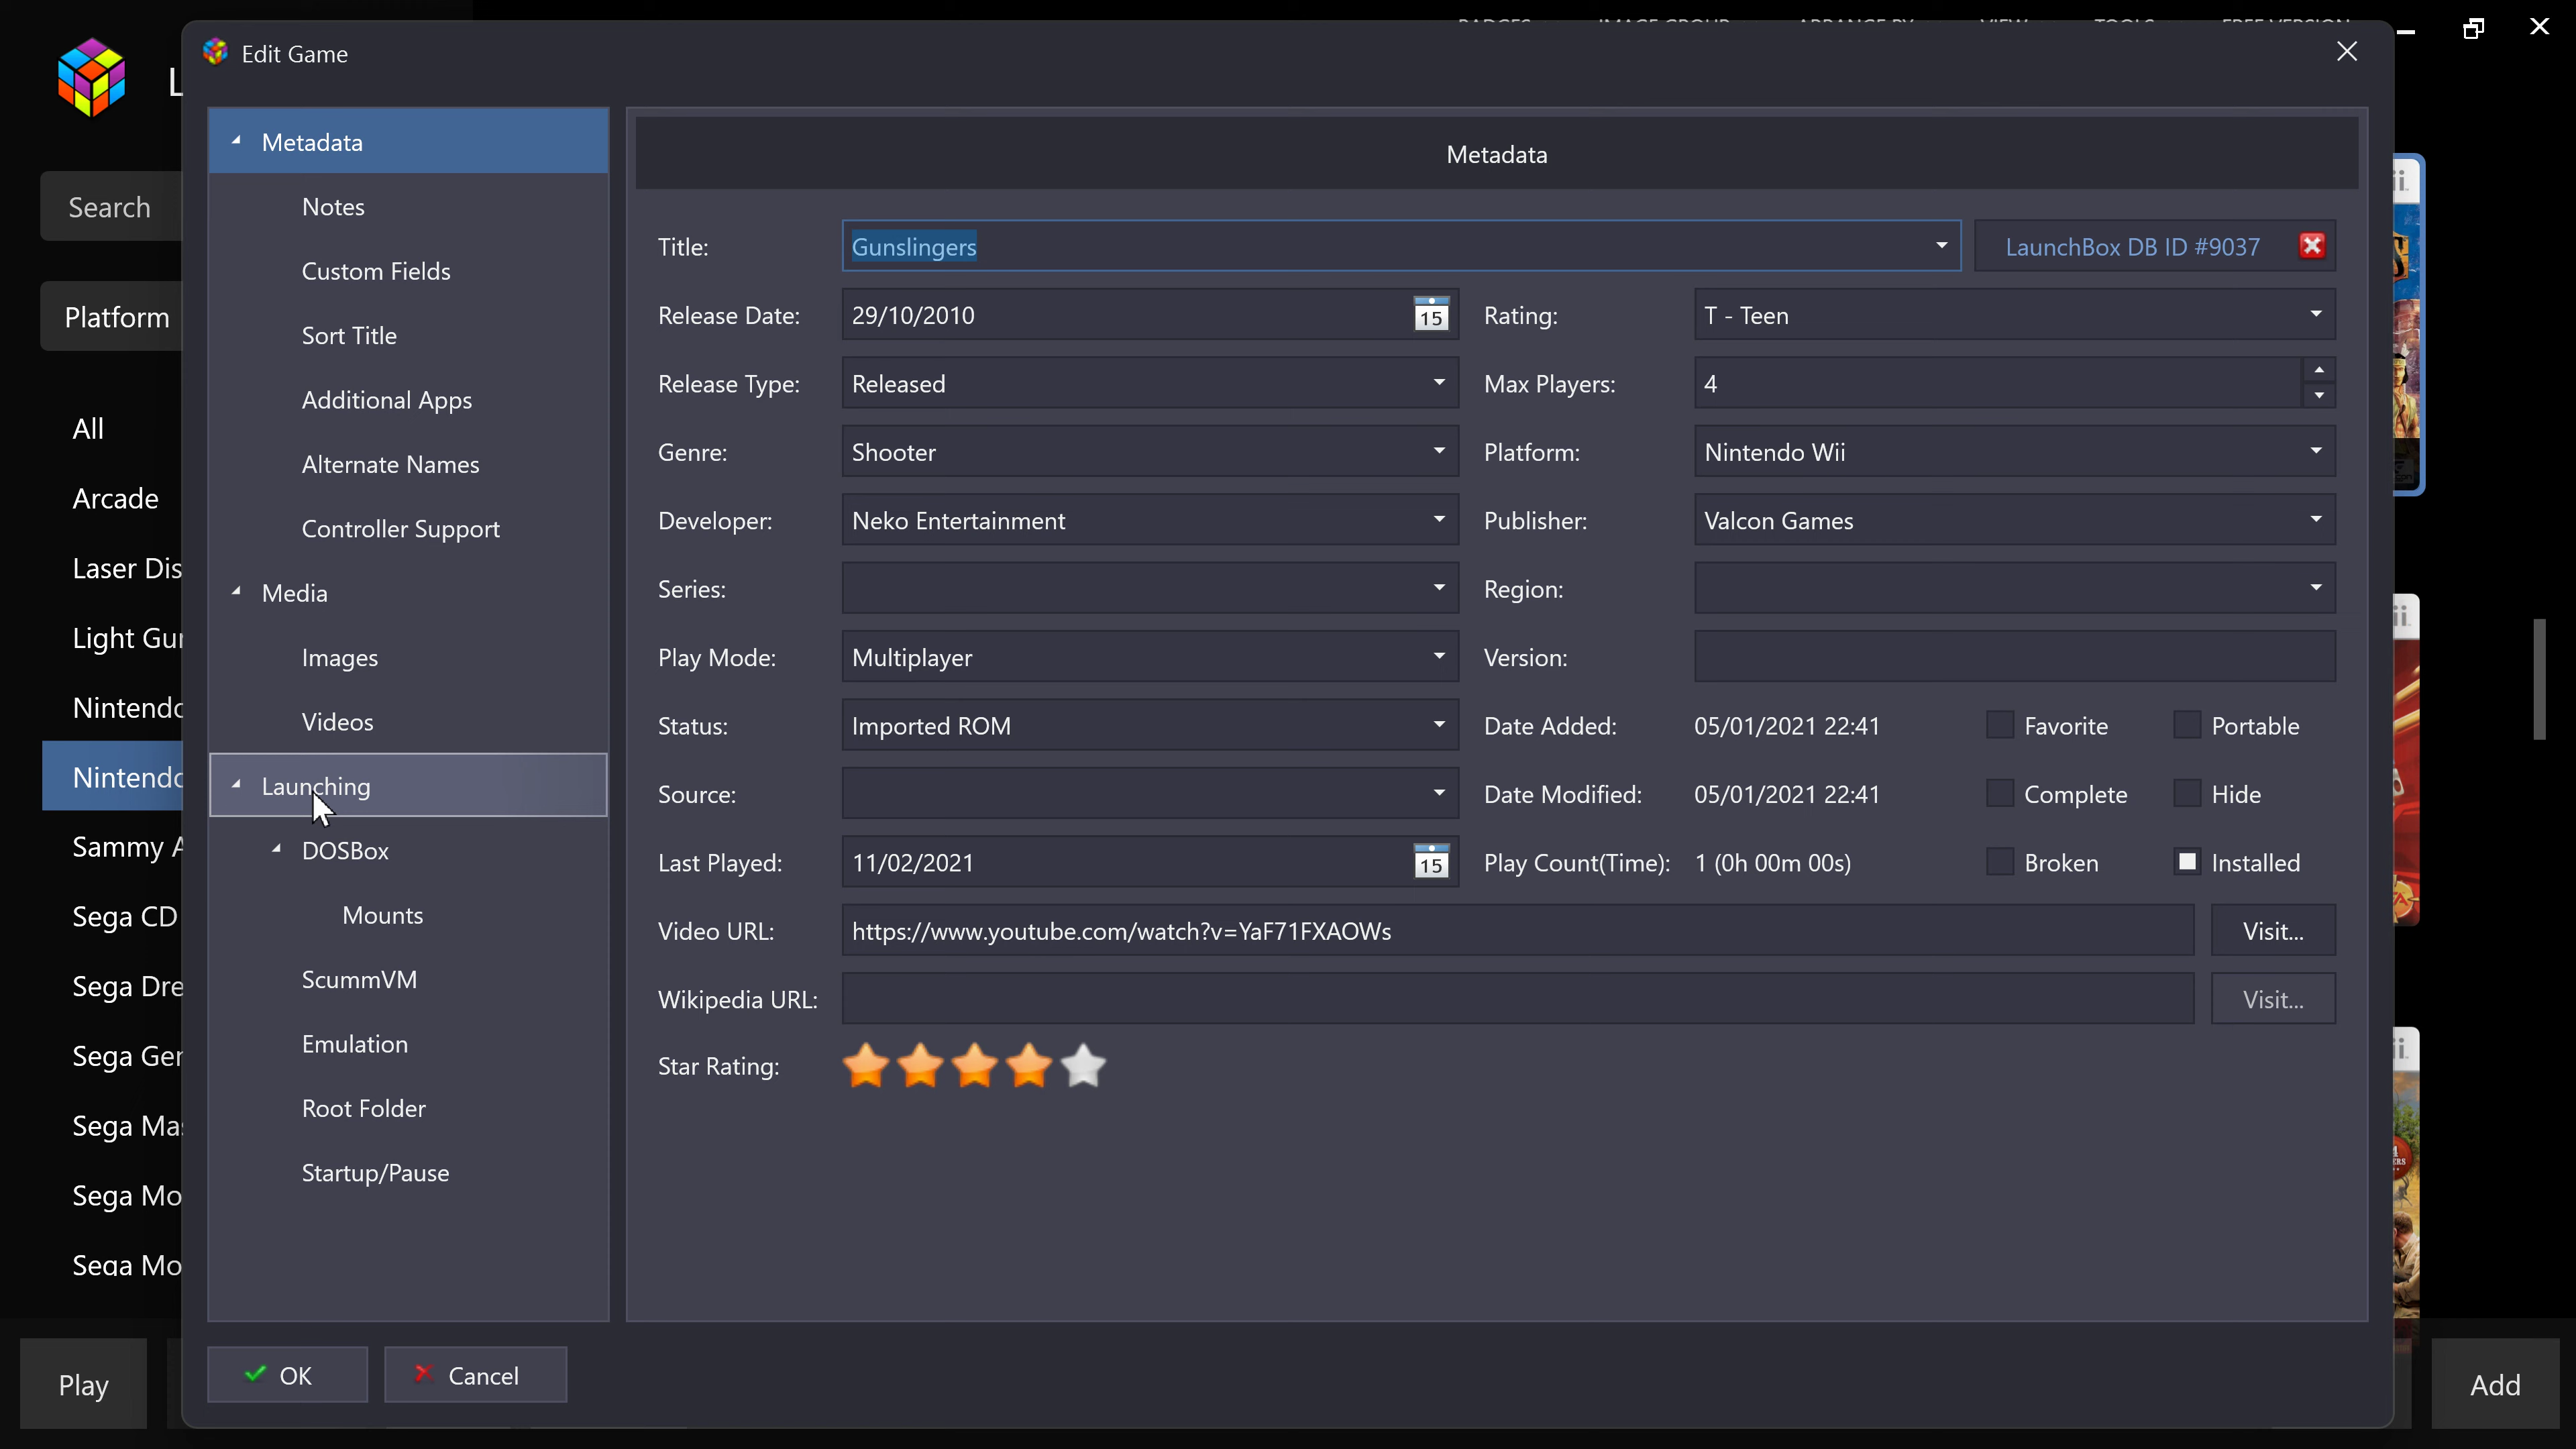 Edit Game
Search
Platform
All
Arcade
Laser Dis
Light Gu
Nintend
Nintend
Sammy A
Sega CD
Sega Dre
Sega Ger
Sega Mas
Sega Mo
Sega Mo
Play
Metadata
Notes
Custom Fields
Sort Title
Additional Apps
Alternate Names
Controller Support
Media
Images
Videos
Launching
DOSBox
Mounts
ScummVM
Emulation
Root Folder
Startup/Pause
OK
Cancel
Metadata
Title: Gunslingers LaunchBox DB ID #9037
Release Date: 29/10/2010 15 Rating: T - Teen
Release Type: Released Max Players: 4
Genre: Shooter Platform: Nintendo Wii
Developer: Neko Entertainment Publisher: Valcon Games
Series: Region:
Play Mode: Multiplayer Version:
Status: Imported ROM Date Added: 05/01/2021 22:41 Favorite Portable
Source: Date Modified: 05/01/2021 22:41 Complete Hide
Last Played: 11/02/2021 15 Play Count(Time): 1 (0h 00m 00s) Broken Installed
Video URL: https://www.youtube.com/watch?v=YaF71FXAOWs Visit...
Wikipedia URL: Visit...
Star Rating:
Add